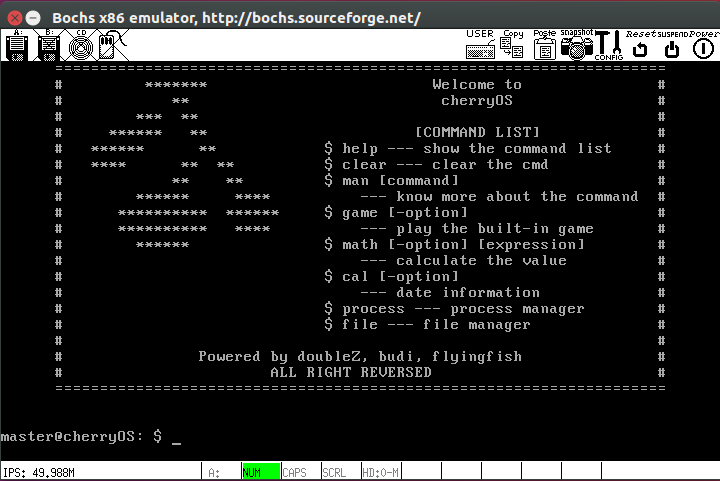 Bochs x86 emulator, http://bochs.sourceforge.net/
A: B: CD USER Copy Paste snapshot CONFIG Reset SUSPEND Power
==================================================================== 
# ******* Welcome to #
# ** cherryOS #
# *** ** #
# ****** ** [COMMAND LIST] #
# ****** ** $ help --- show the command list #
# **** ** ** $ clear --- clear the cmd #
# ** ** $ man [command] #
# ****** **** --- know more about the command #
# ********** ****** $ game [-option] #
# ********** **** --- play the built-in game #
# ****** $ math [-option] [expression] #
# --- calculate the value #
# $ cal [-option] #
# --- date information #
# $ process --- process manager #
# $ file --- file manager #
# #
# Powered by doubleZ, budi, flyingfish #
# ALL RIGHT REVERSED #
====================================================================
master@cherryOS: $ _
IPS: 49.988M A: NUM CAPS SCRL HD:0-M